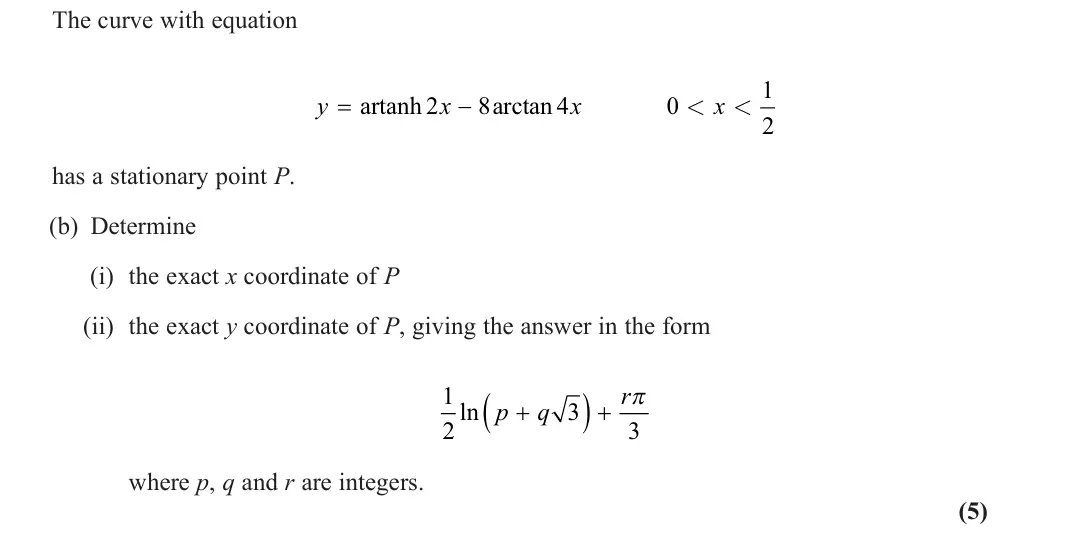 The curve with equation
y = artanh 2x − 8 arctan 4x 0 < x < 1/2
has a stationary point P.
(b) Determine
(i) the exact x coordinate of P
(ii) the exact y coordinate of P, giving the answer in the form
1/2 ln(p + q√3) + rπ/3
where p, q and r are integers.
(5)